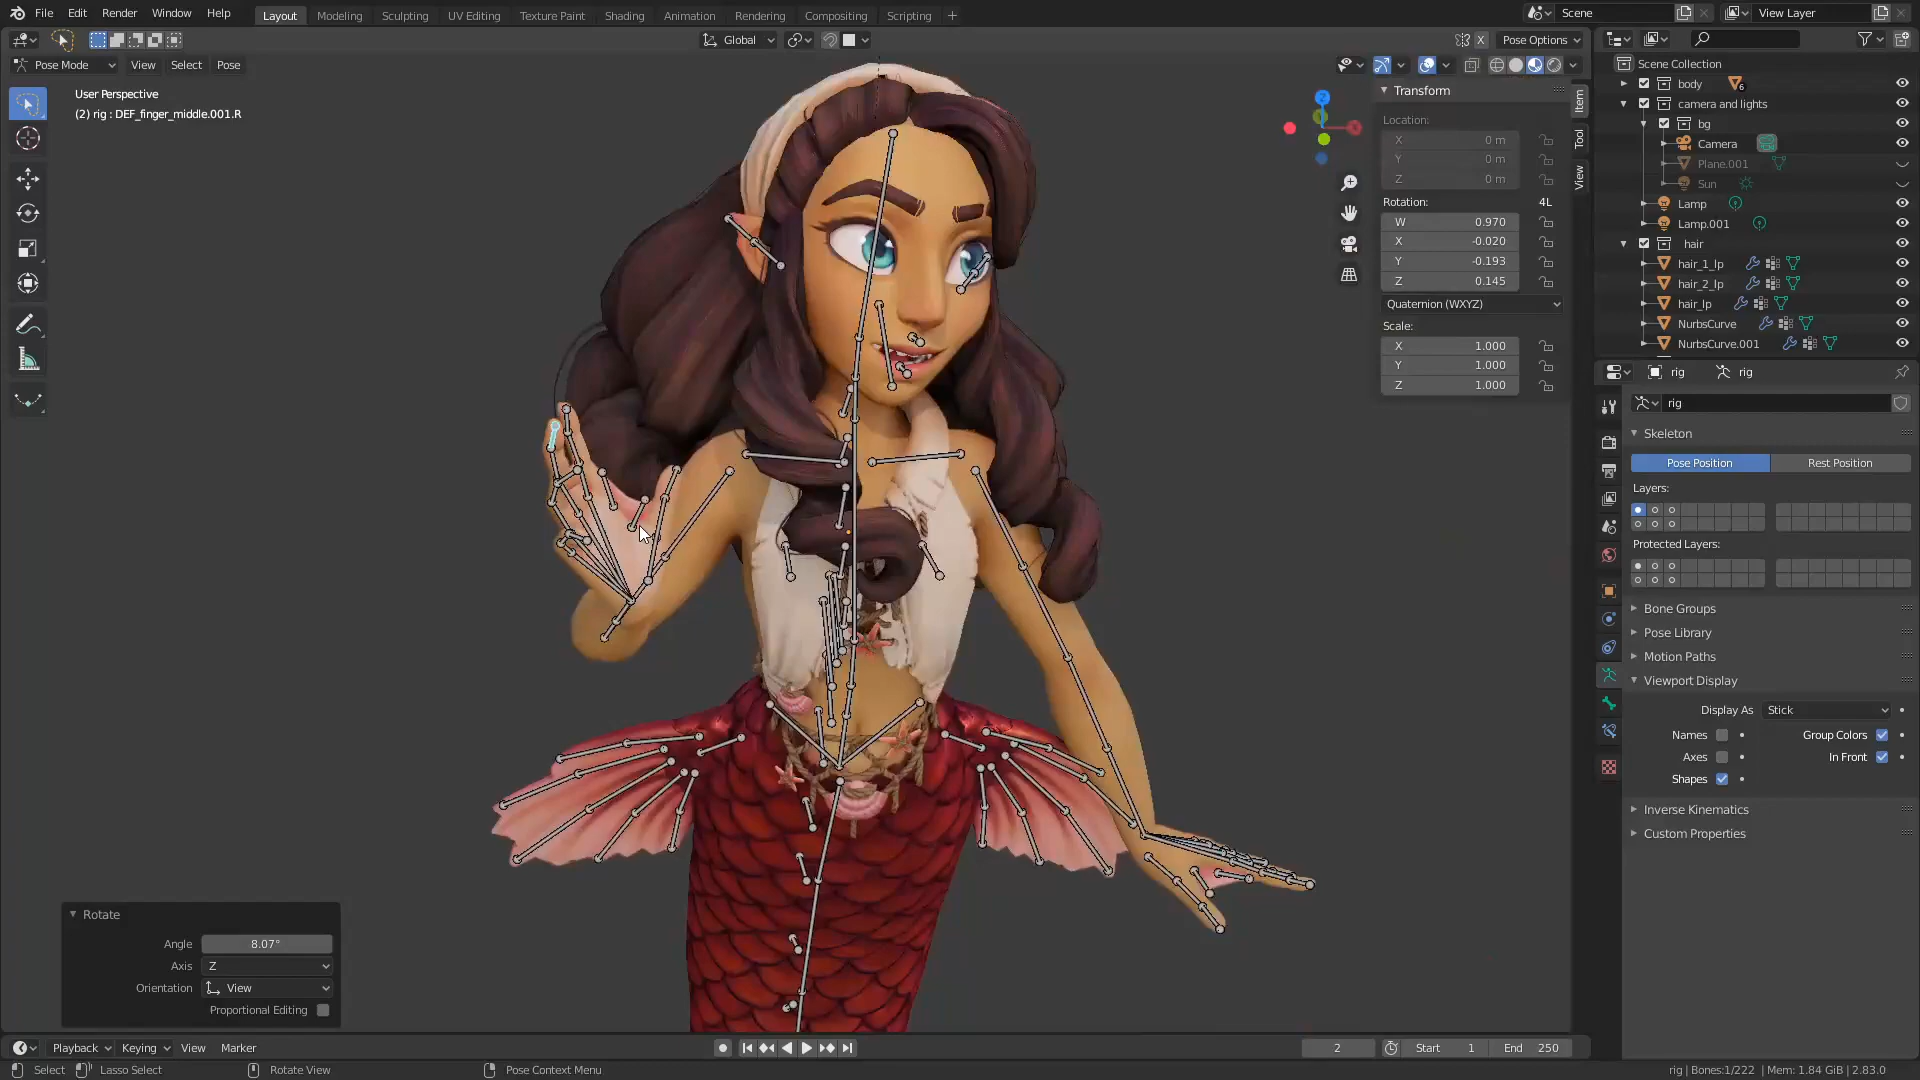 File Edit Render Window Help Layout Modeling Sculpting UV Editing Texture Paint Shading Animation Rendering Compositing Scripting + Scene View Layer
Global X Pose Options
Pose Mode View Select Pose
User Perspective
(2) rig : DEF_finger_middle.001.R
Transform
Location:
X 0 m
Y 0 m
Z 0 m
Rotation: 4L
W 0.970
X -0.020
Y -0.193
Z 0.145
Quaternion (WXYZ)
Scale:
X 1.000
Y 1.000
Z 1.000
Item
Tool
View
Z
Scene Collection
body 6
camera and lights
bg
Camera
Plane.001
Sun
Lamp
Lamp.001
hair
hair_1_lp
hair_2_lp
hair_lp
NurbsCurve
NurbsCurve.001
rig rig
rig
Skeleton
Pose Position Rest Position
Layers:
Protected Layers:
Bone Groups
Pose Library
Motion Paths
Viewport Display
Display As Stick
Names Group Colors
Axes In Front
Shapes
Inverse Kinematics
Custom Properties
Rotate
Angle 8.07°
Axis Z
Orientation View
Proportional Editing
Playback Keying View Marker 2 Start 1 End 250
Select Lasso Select Rotate View Pose Context Menu rig | Bones:1/222 | Mem: 1.84 GiB | 2.83.0